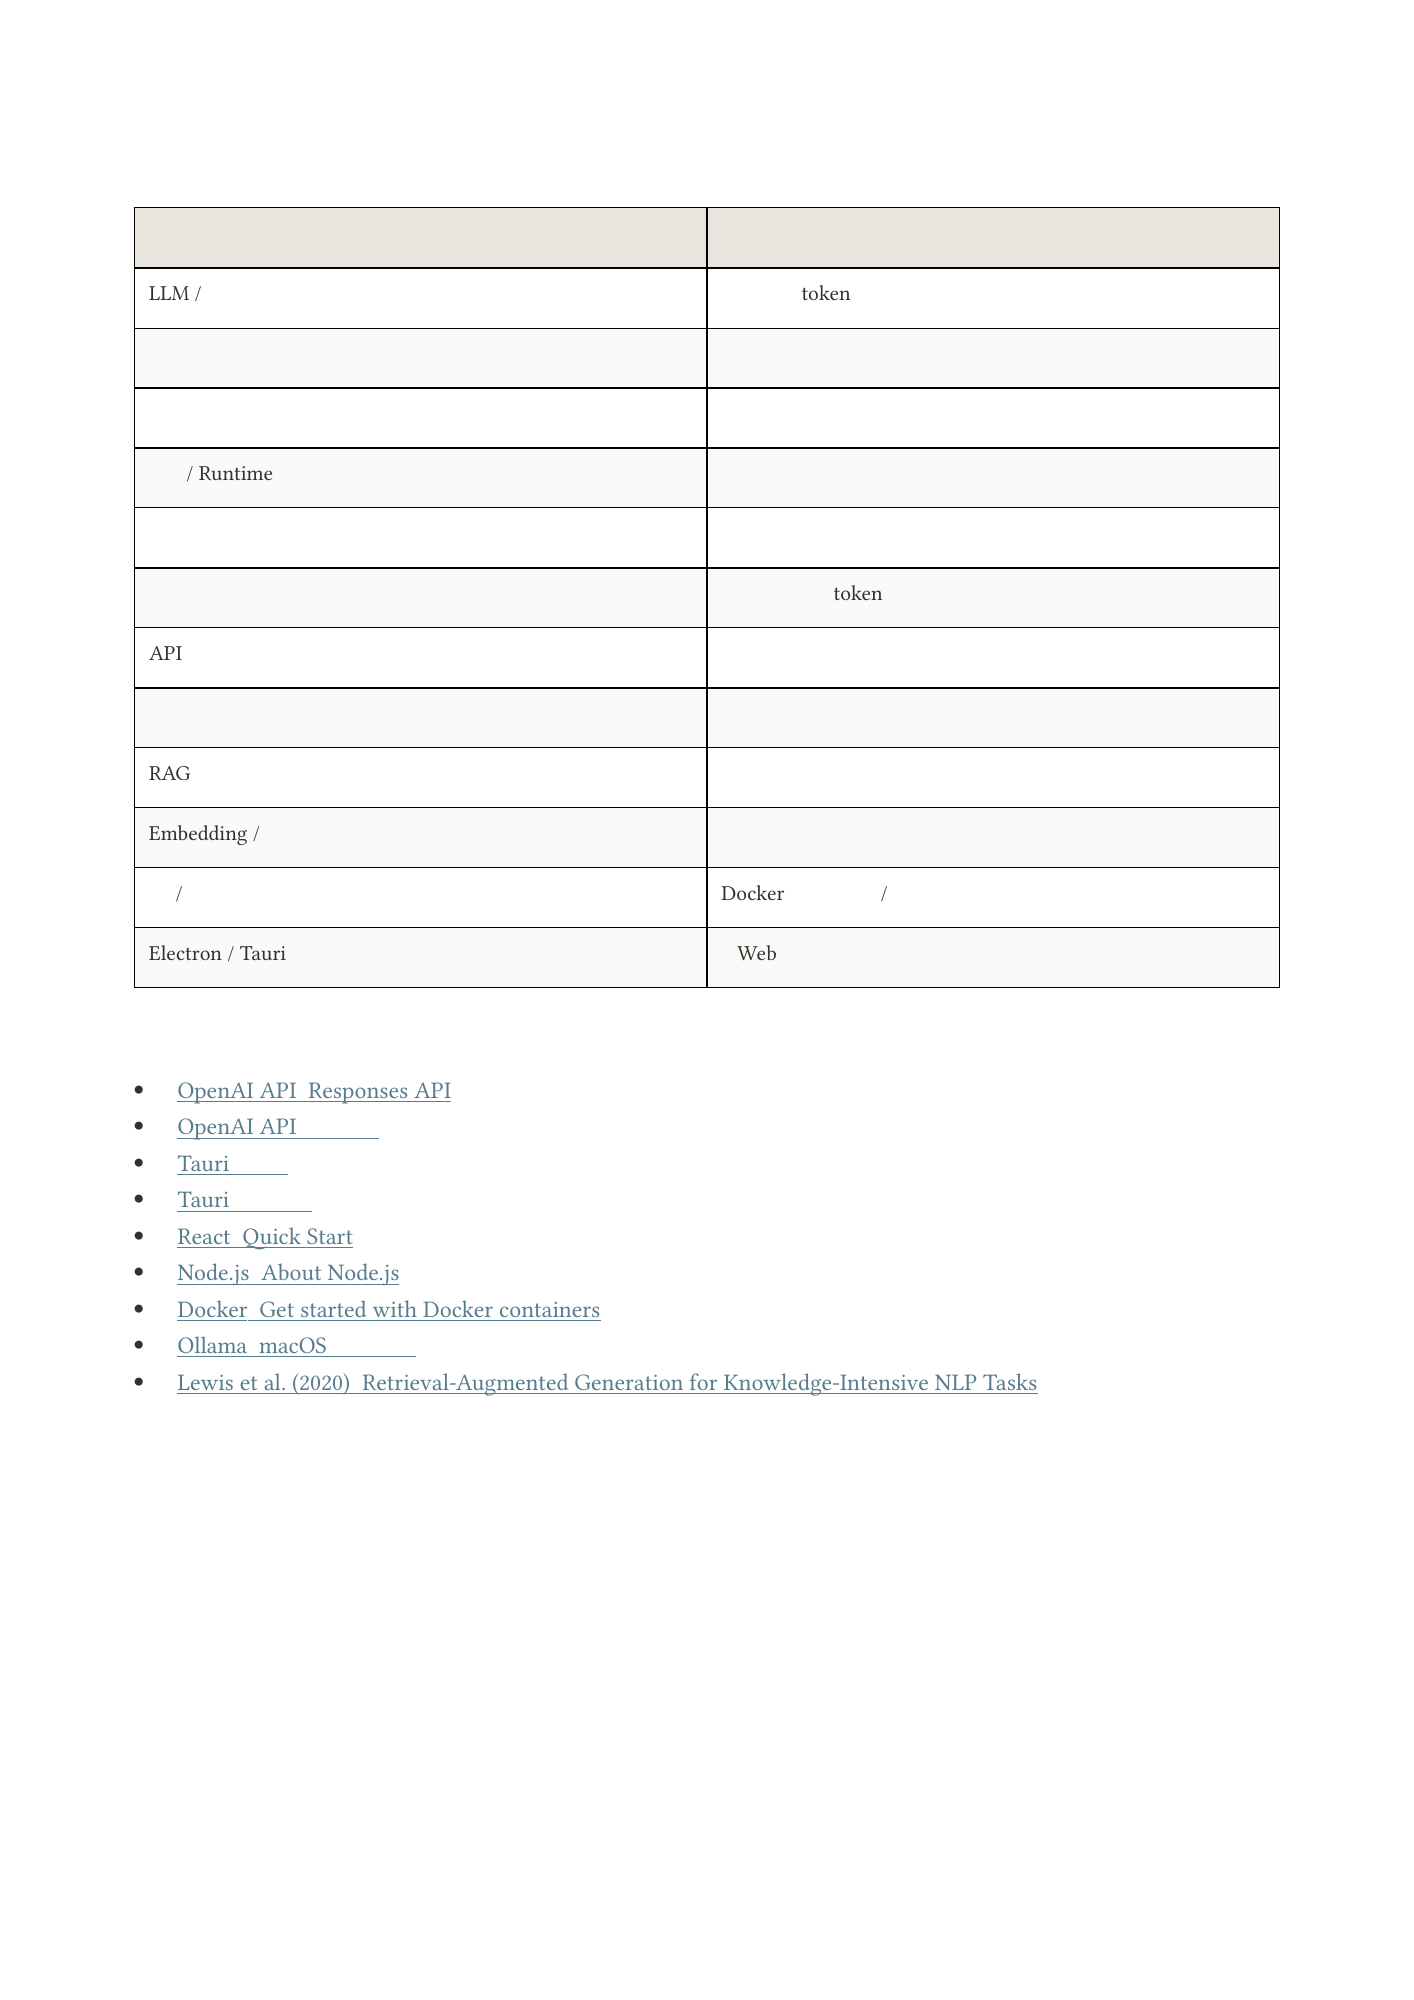 LLM / token
/ Runtime
token
API
RAG
Embedding /
/ Docker /
Electron / Tauri Web
• OpenAI API Responses API
• OpenAI API
• Tauri
• Tauri
• React Quick Start
• Node.js About Node.js
• Docker Get started with Docker containers
• Ollama macOS
• Lewis et al. (2020) Retrieval-Augmented Generation for Knowledge-Intensive NLP Tasks